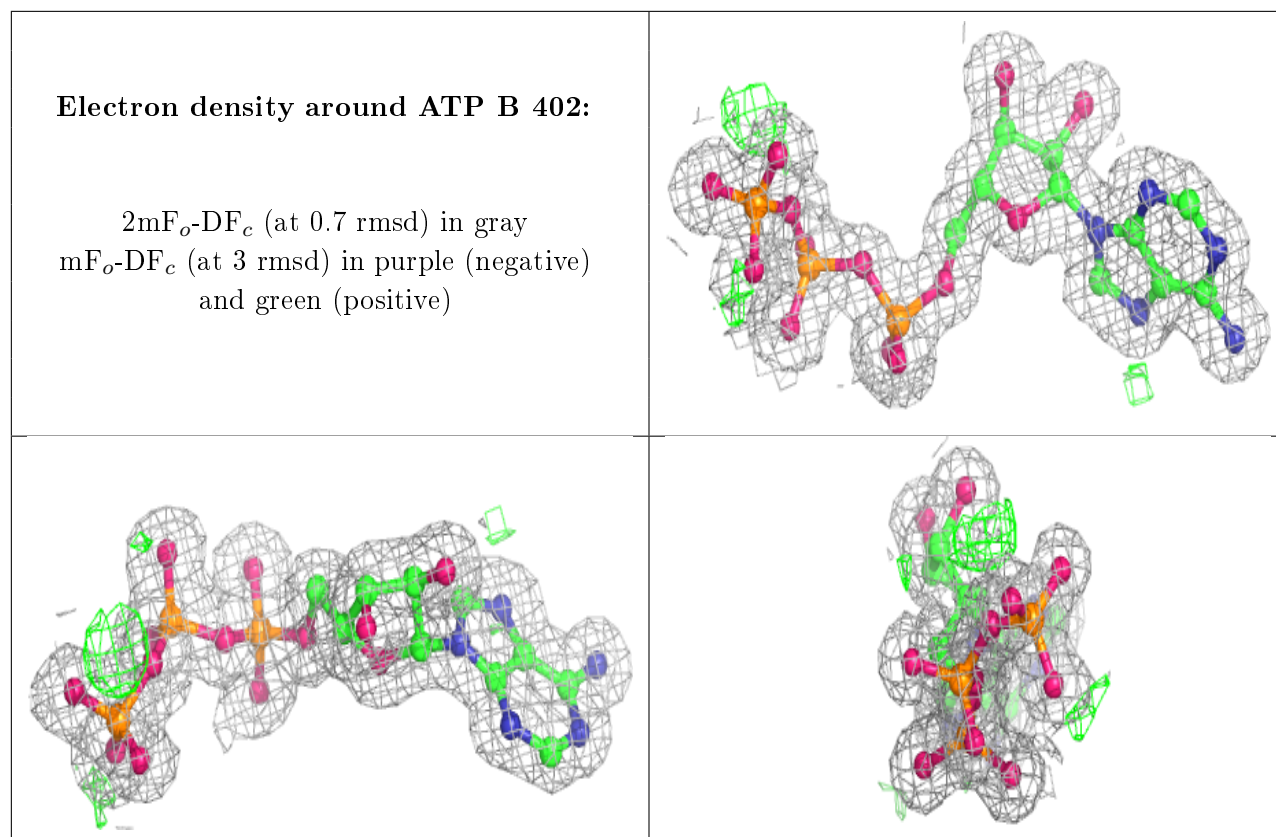 Electron density around ATP B 402:
2mFₒ-DF𝒸 (at 0.7 rmsd) in gray
mFₒ-DF𝒸 (at 3 rmsd) in purple (negative)
and green (positive)